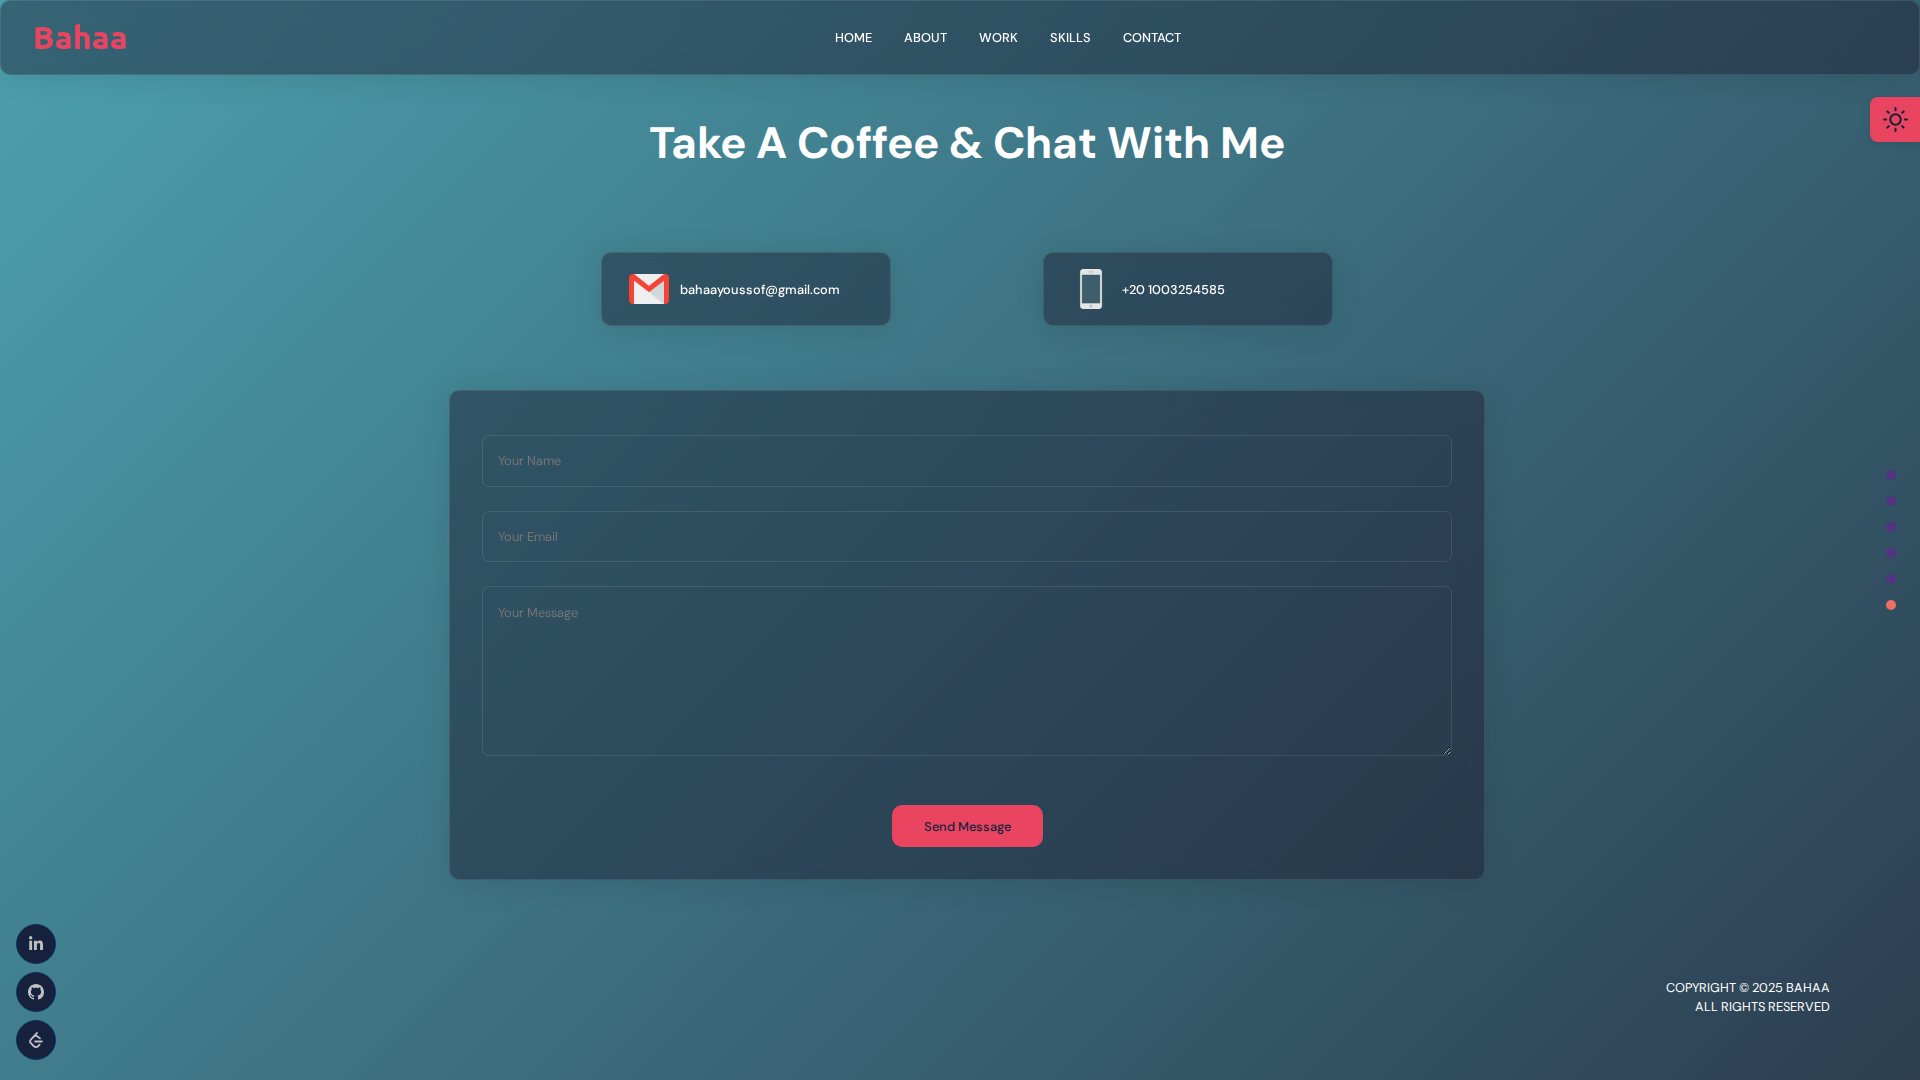 Bahaa
HOME ABOUT WORK SKILLS CONTACT
Take A Coffee & Chat With Me
bahaayoussof@gmail.com
+20 1003254585
Your Name
Your Email
Your Message
Send Message
COPYRIGHT © 2025 BAHAA
ALL RIGHTS RESERVED